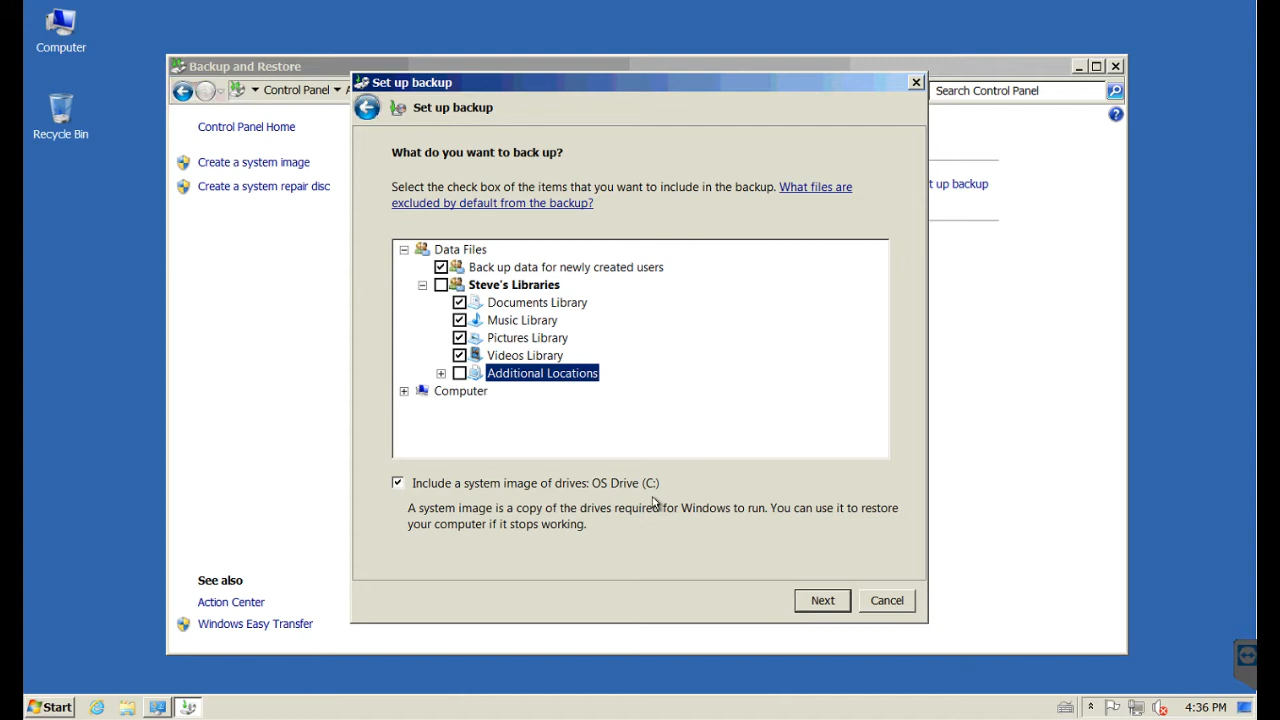 Computer
Recycle Bin
Backup and Restore
Control Panel
Search Control Panel
Control Panel Home
Create a system image
Create a system repair disc
t up backup
See also
Action Center
Windows Easy Transfer
Set up backup
Set up backup
What do you want to back up?
Select the check box of the items that you want to include in the backup. What files are
excluded by default from the backup?
Data Files
Back up data for newly created users
Steve's Libraries
Documents Library
Music Library
Pictures Library
Videos Library
Additional Locations
Computer
Include a system image of drives: OS Drive (C:)
A system image is a copy of the drives required for Windows to run. You can use it to restore
your computer if it stops working.
Next
Cancel
Start
4:36 PM